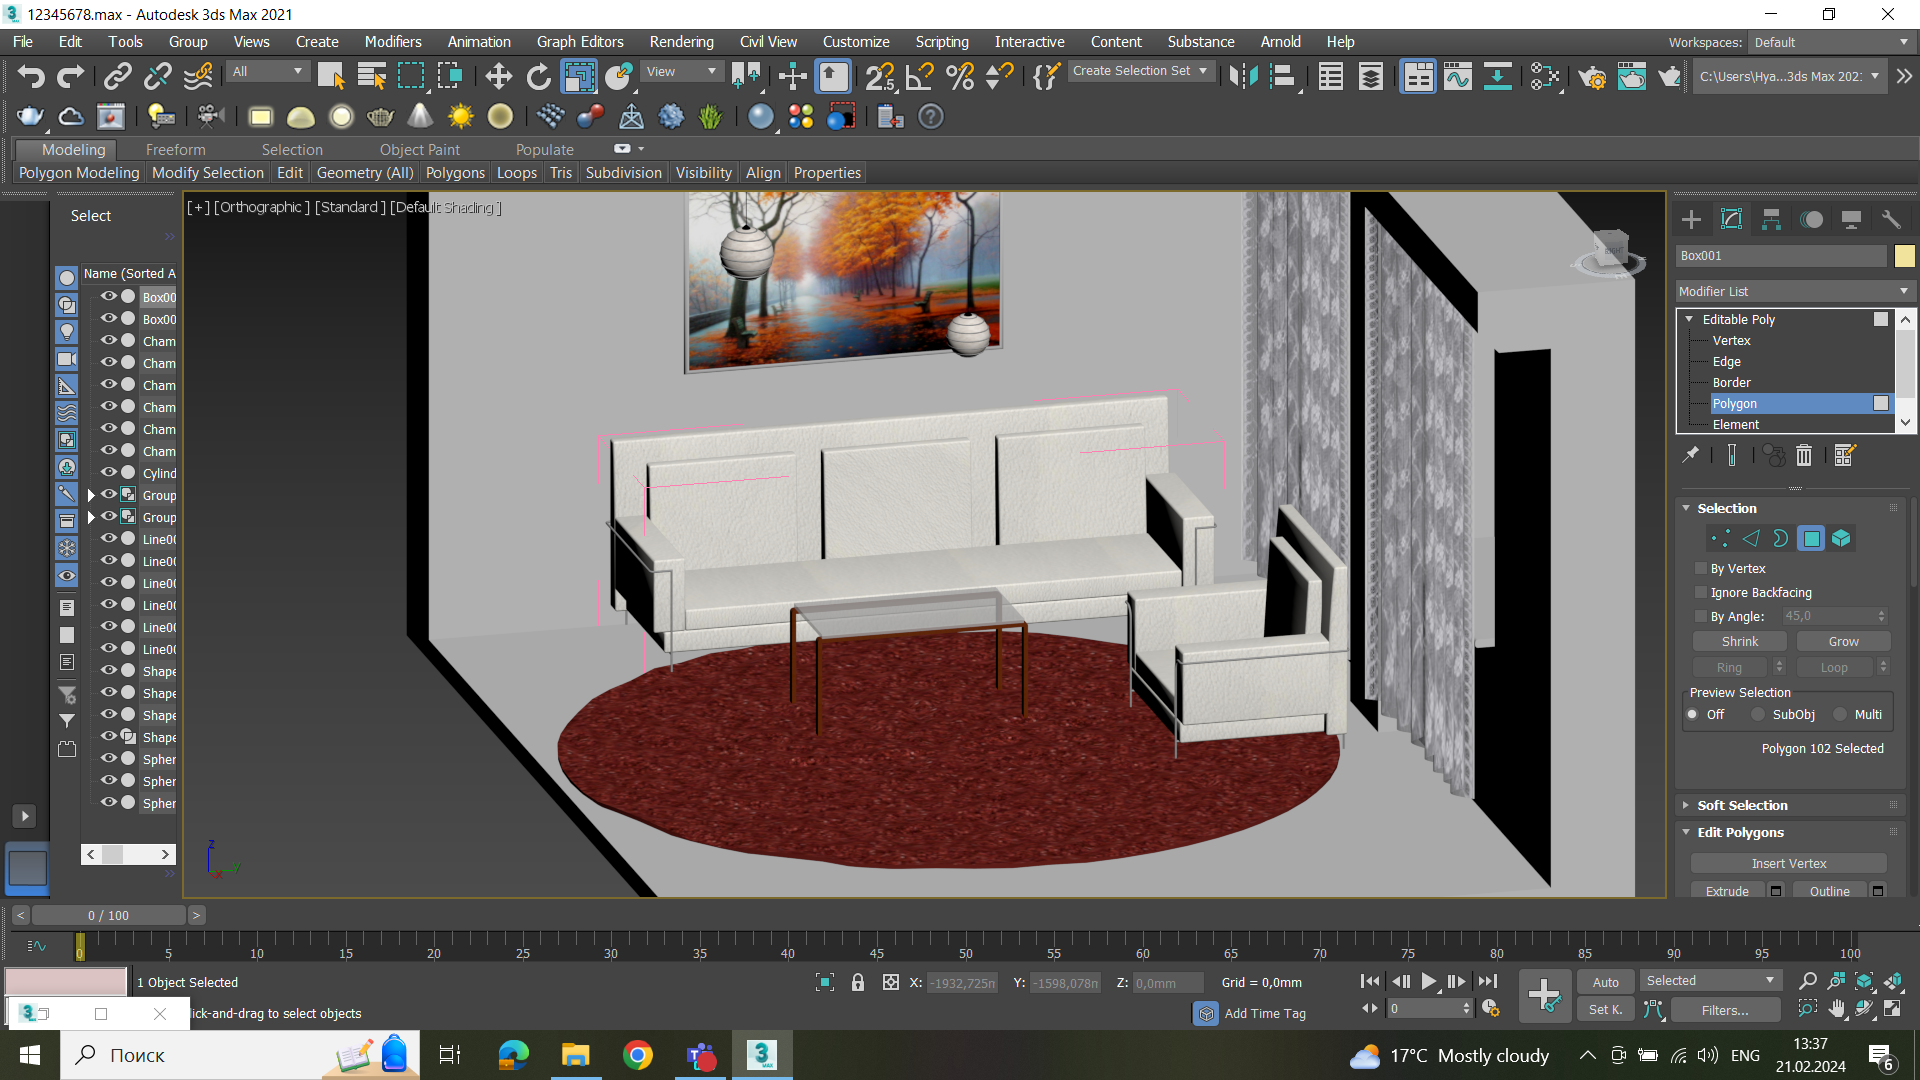 12345678.max - Autodesk 3ds Max 2021
File Edit Tools Group Views Create Modifiers Animation Graph Editors Rendering Civil View Customize Scripting Interactive Content Substance Arnold Help Workspaces: Default
All View Create Selection Set C:\Users\Hya...3ds Max 202:
Modeling Freeform Selection Object Paint Populate
Polygon Modeling Modify Selection Edit Geometry (All) Polygons Loops Tris Subdivision Visibility Align Properties
Select
[+] [Orthographic ] [Standard ] [Default Shading ]
Name (Sorted A
Box00
Box00
Cham
Cham
Cham
Cham
Cham
Cham
Cylind
Group
Group
Line00
Line00
Line00
Line00
Line00
Line00
Shape
Shape
Shape
Shape
Spher
Spher
Spher
Box001
Modifier List
Editable Poly
Vertex
Edge
Border
Polygon
Element
Selection
By Vertex
Ignore Backfacing
By Angle: 45,0
Shrink Grow
Ring Loop
Preview Selection
Off SubObj Multi
Polygon 102 Selected
Soft Selection
Edit Polygons
Insert Vertex
Extrude Outline
z
y
x
< 0 / 100 >
0 5 10 15 20 25 30 35 40 45 50 55 60 65 70 75 80 85 90 95 100
1 Object Selected X: -1932,725n Y: -1598,078n Z: 0,0mm Grid = 0,0mm Auto Selected
lick-and-drag to select objects Add Time Tag 0 Set K. Filters...
Поиск 17°C Mostly cloudy ENG 13:37
21.02.2024
6